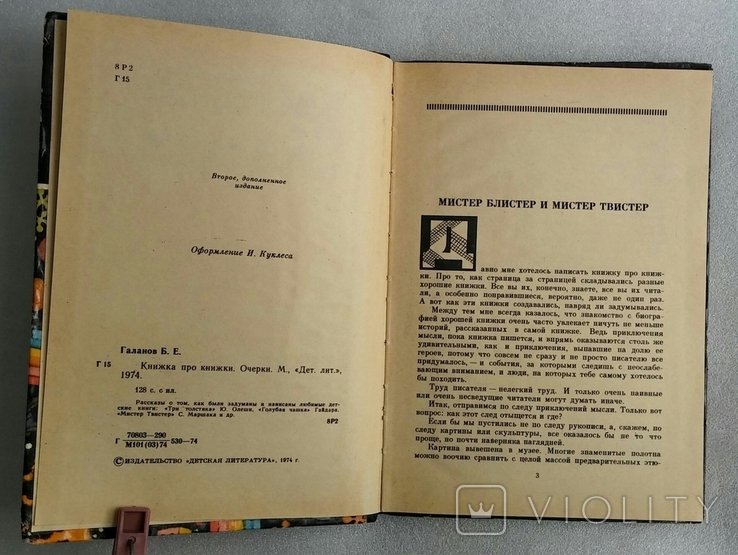 8Р2
Г 15
Второе, дополненное
издание
Оформление И. Куклеса
Галанов Б. Е.
Г 15 Книжка про книжки. Очерки. М., «Дет. лит.»,
1974.
128 с. с ил.
Рассказы о том, как были задуманы и написаны любимые дет-
ские книги: «Три толстяка» Ю. Олеши, «Голубая чашка» Гайдара,
«Мистер Твистер» С. Маршака и др.
8Р2
Г 70803—290 530—74
М101(03)74
© ИЗДАТЕЛЬСТВО «ДЕТСКАЯ ЛИТЕРАТУРА», 1974 г.
МИСТЕР БЛИСТЕР И МИСТЕР ТВИСТЕР
Давно мне хотелось написать книжку про книж-
ки. Про то, как страница за страницей складывались разные
хорошие книжки. Все вы их, конечно, знаете, все вы их чита-
ли, а особенно понравившиеся, вероятно, даже не один раз.
А вот как эти книжки создавались, навряд ли задумывались.
Между тем мне всегда казалось, что знакомство с биогра-
фией хорошей книжки очень часто увлекает ничуть не меньше
историй, рассказанных в самой книжке. Ведь приключения
мысли, пока книжка пишется, и впрямь оказываются столь же
удивительными, как и приключения, выпавшие на долю ее
героев, потому что совсем не сразу и не просто писателю все
придумалось, — и события, за которыми следишь с неослабе-
вающим вниманием, и люди, на которых тебе самому хотелось
бы походить.
Труд писателя — нелегкий труд. И только очень наивные
или очень несведущие читатели могут думать иначе.
Итак, отправимся по следу приключений мысли. Только вот
вопрос: как этот след отыщется и где?
Если бы мы пустились не по следу рукописи, а, скажем, по
следу картины или скульптуры, все оказалось бы не то что
проще, но почти наверняка наглядней.
Картина вывешена в музее. Многие знаменитые полотна
можно воочию сравнить с целой массой предварительных этю-
3
VIOLITY